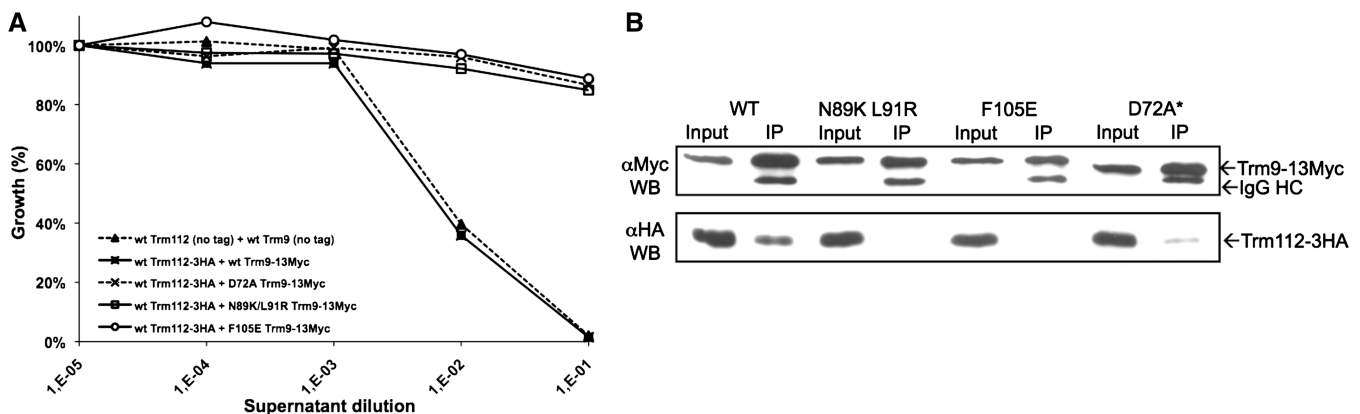 A
Growth (%)
100%
80%
60%
40%
20%
0%
wt Trm112 (no tag) + wt Trm9 (no tag)
wt Trm112-3HA + wt Trm9-13Myc
wt Trm112-3HA + D72A Trm9-13Myc
wt Trm112-3HA + N89K/L91R Trm9-13Myc
wt Trm112-3HA + F105E Trm9-13Myc
1,E-05
1,E-04
1,E-03
1,E-02
1,E-01
Supernatant dilution
B
WT N89K L91R F105E D72A*
Input IP Input IP Input IP Input IP
αMyc
WB
←Trm9-13Myc
←IgG HC
αHA
WB
←Trm112-3HA